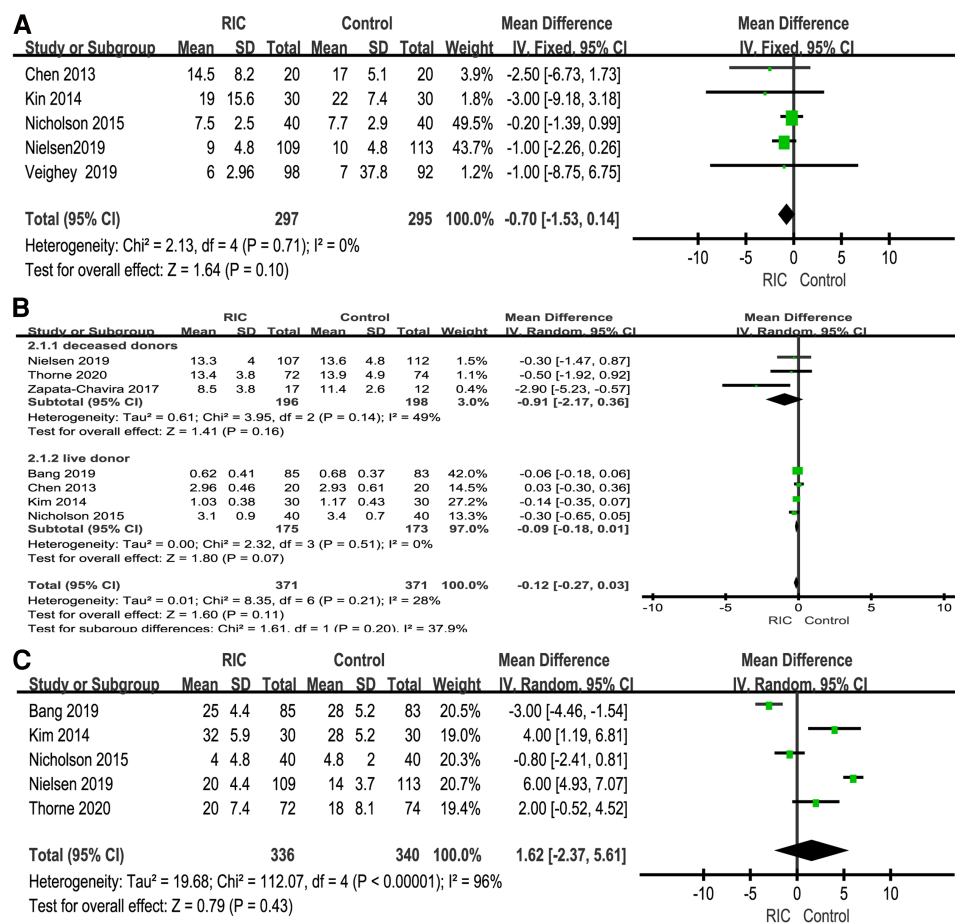 A
RIC Control Mean Difference Mean Difference
Study or Subgroup Mean SD Total Mean SD Total Weight IV. Fixed. 95% CI IV. Fixed. 95% CI
Chen 2013 14.5 8.2 20 17 5.1 20 3.9% -2.50 [-6.73, 1.73]
Kin 2014 19 15.6 30 22 7.4 30 1.8% -3.00 [-9.18, 3.18]
Nicholson 2015 7.5 2.5 40 7.7 2.9 40 49.5% -0.20 [-1.39, 0.99]
Nielsen2019 9 4.8 109 10 4.8 113 43.7% -1.00 [-2.26, 0.26]
Veighey 2019 6 2.96 98 7 37.8 92 1.2% -1.00 [-8.75, 6.75]
Total (95% CI) 297 295 100.0% -0.70 [-1.53, 0.14]
Heterogeneity: Chi² = 2.13, df = 4 (P = 0.71); I² = 0%
Test for overall effect: Z = 1.64 (P = 0.10)
-10 -5 0 5 10
RIC Control
B
RIC Control Mean Difference Mean Difference
Study or Subgroup Mean SD Total Mean SD Total Weight IV. Random. 95% CI IV. Random. 95% CI
2.1.1 deceased donors
Nielsen 2019 13.3 4 107 13.6 4.8 112 1.5% -0.30 [-1.47, 0.87]
Thorne 2020 13.4 3.8 72 13.9 4.9 74 1.1% -0.50 [-1.92, 0.92]
Zapata-Chavira 2017 8.5 3.8 17 11.4 2.6 12 0.4% -2.90 [-5.23, -0.57]
Subtotal (95% CI) 196 198 3.0% -0.91 [-2.17, 0.36]
Heterogeneity: Tau² = 0.61; Chi² = 3.95, df = 2 (P = 0.14); I² = 49%
Test for overall effect: Z = 1.41 (P = 0.16)
2.1.2 live donor
Bang 2019 0.62 0.41 85 0.68 0.37 83 42.0% -0.06 [-0.18, 0.06]
Chen 2013 2.96 0.46 20 2.93 0.61 20 14.5% 0.03 [-0.30, 0.36]
Kim 2014 1.03 0.38 30 1.17 0.43 30 27.2% -0.14 [-0.35, 0.07]
Nicholson 2015 3.1 0.9 40 3.4 0.7 40 13.3% -0.30 [-0.65, 0.05]
Subtotal (95% CI) 175 173 97.0% -0.09 [-0.18, 0.01]
Heterogeneity: Tau² = 0.00; Chi² = 2.32, df = 3 (P = 0.51); I² = 0%
Test for overall effect: Z = 1.80 (P = 0.07)
Total (95% CI) 371 371 100.0% -0.12 [-0.27, 0.03]
Heterogeneity: Tau² = 0.01; Chi² = 8.35, df = 6 (P = 0.21); I² = 28%
Test for overall effect: Z = 1.60 (P = 0.11)
Test for subgroup differences: Chi² = 1.61. df = 1 (P = 0.20). I² = 37.9%
-10 -5 0 5 10
RIC Control
C
RIC Control Mean Difference Mean Difference
Study or Subgroup Mean SD Total Mean SD Total Weight IV. Random. 95% CI IV. Random. 95% CI
Bang 2019 25 4.4 85 28 5.2 83 20.5% -3.00 [-4.46, -1.54]
Kim 2014 32 5.9 30 28 5.2 30 19.0% 4.00 [1.19, 6.81]
Nicholson 2015 4 4.8 40 4.8 2 40 20.3% -0.80 [-2.41, 0.81]
Nielsen 2019 20 4.4 109 14 3.7 113 20.7% 6.00 [4.93, 7.07]
Thorne 2020 20 7.4 72 18 8.1 74 19.4% 2.00 [-0.52, 4.52]
Total (95% CI) 336 340 100.0% 1.62 [-2.37, 5.61]
Heterogeneity: Tau² = 19.68; Chi² = 112.07, df = 4 (P < 0.00001); I² = 96%
Test for overall effect: Z = 0.79 (P = 0.43)
-10 -5 0 5 10
RIC Control